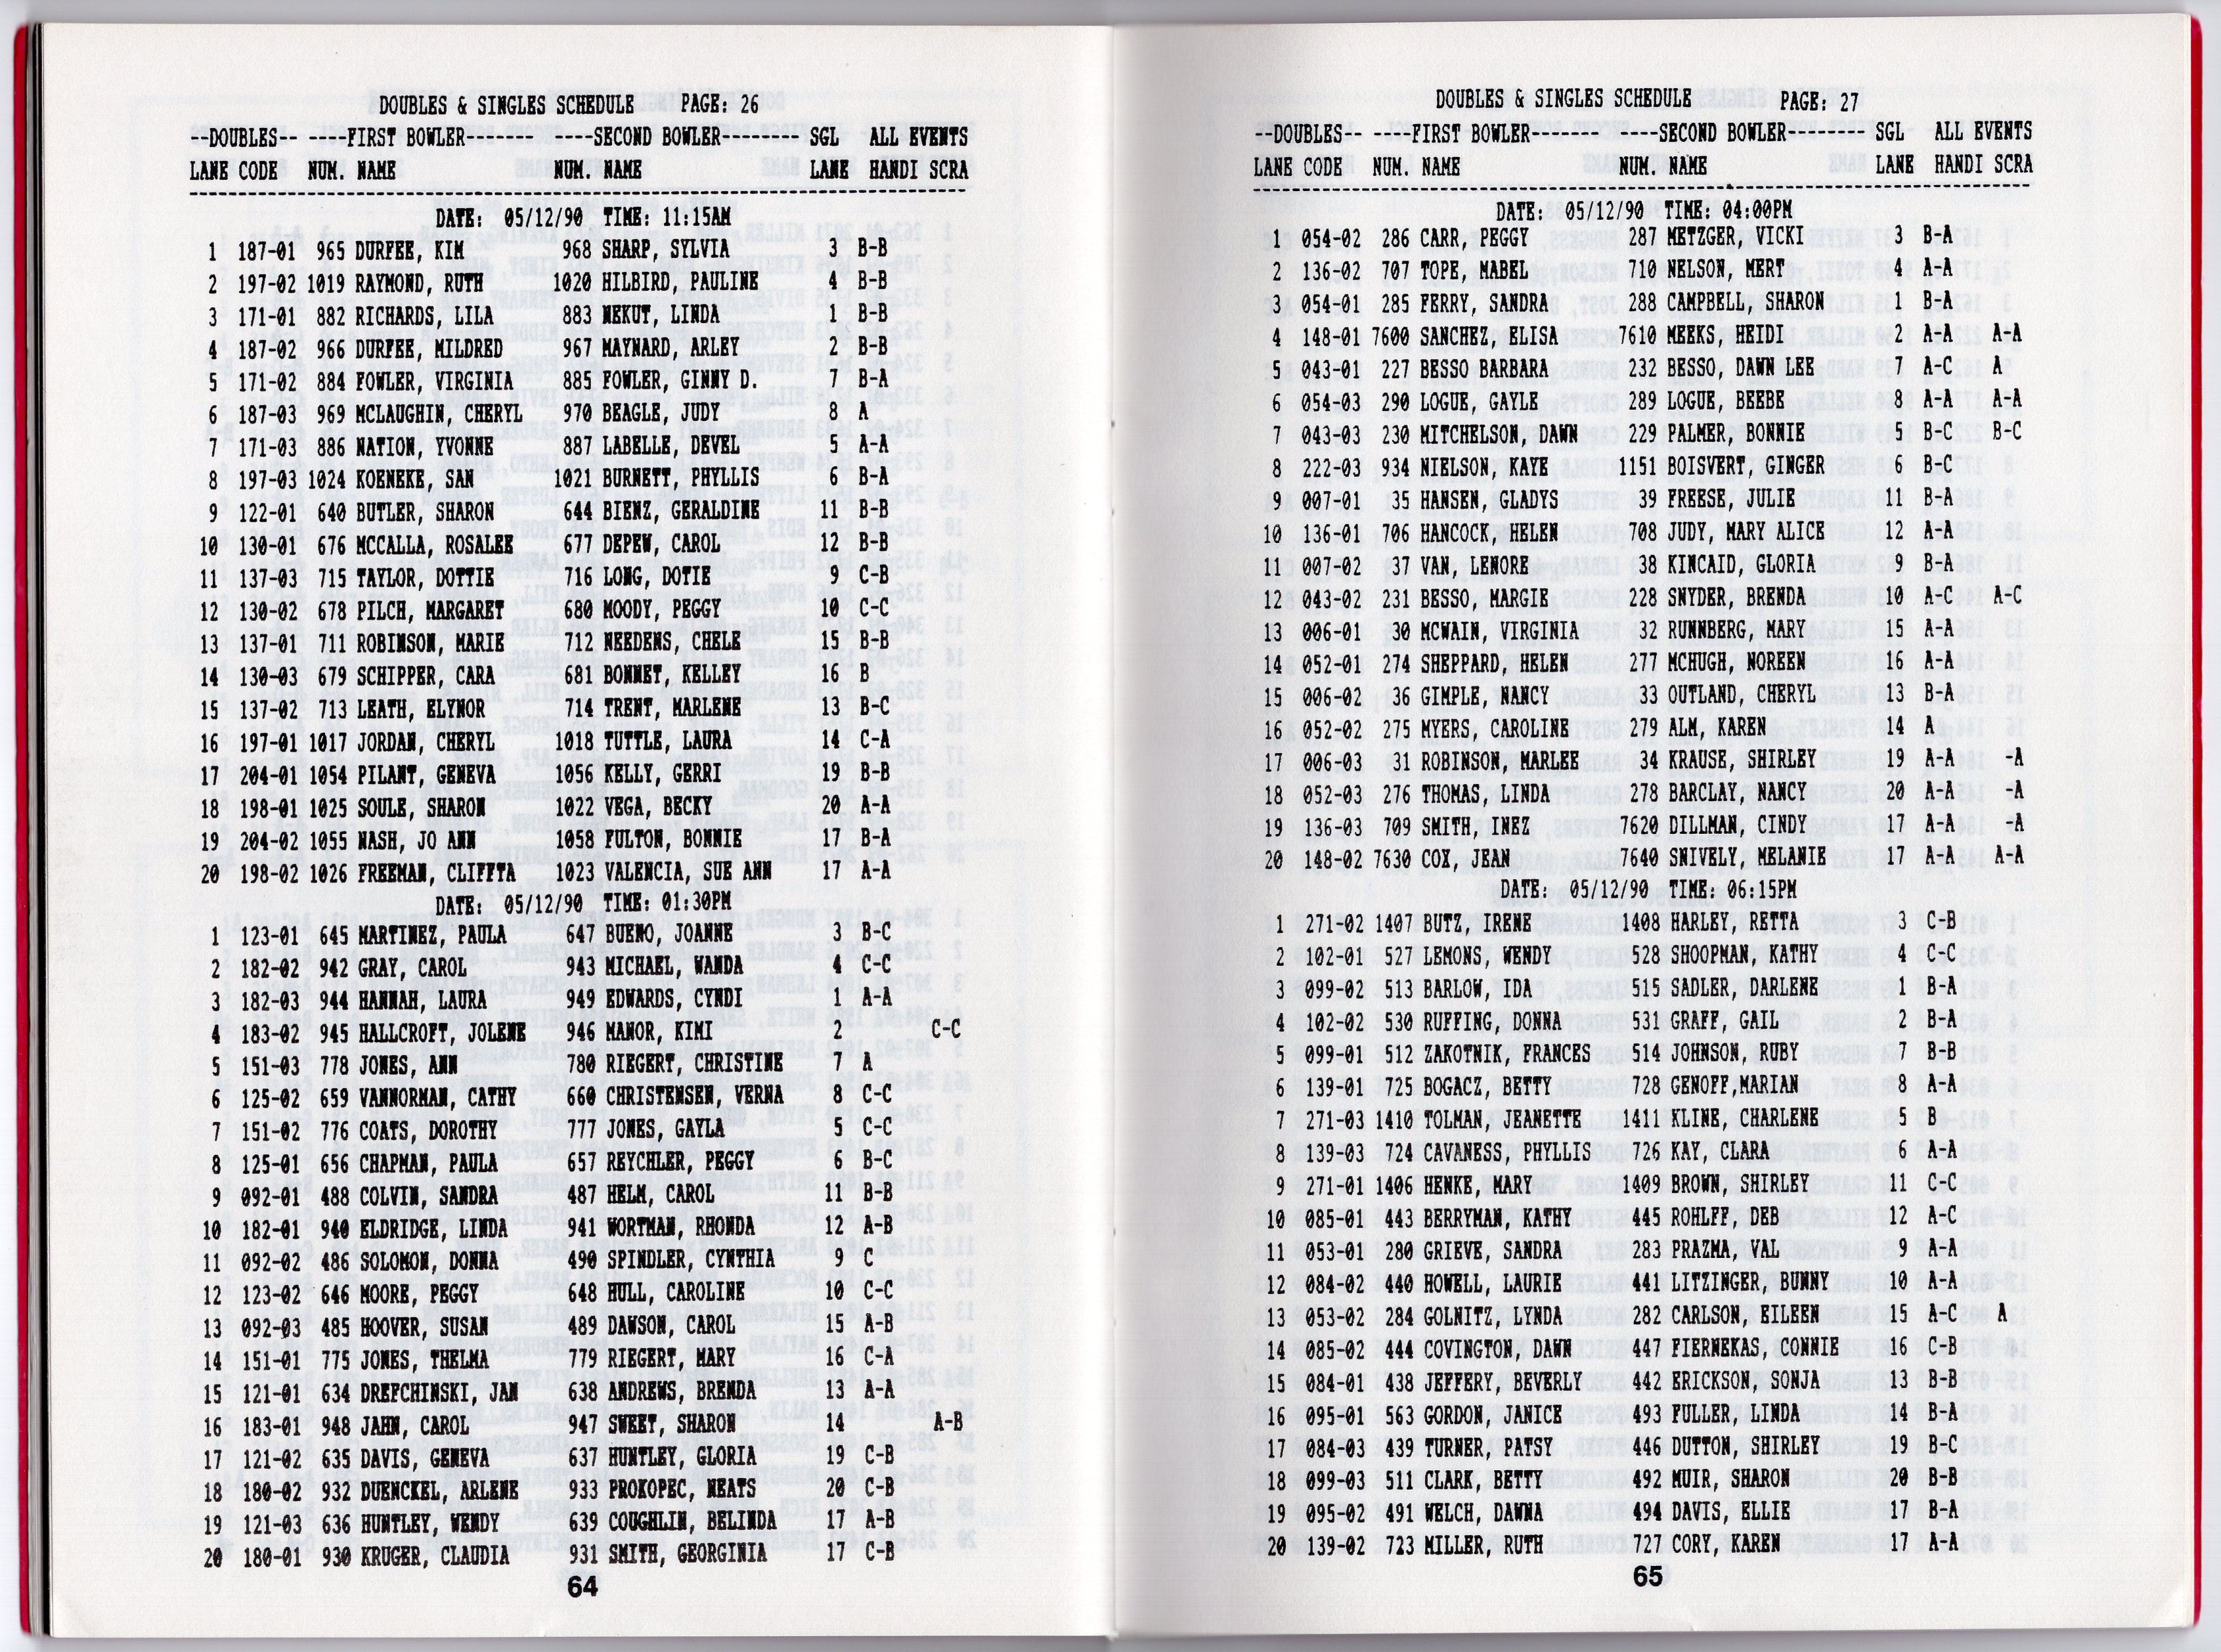 DOUBLES & SINGLES SCHEDULE PAGE: 26
--DOUBLES-- ----FIRST BOWLER------- ----SECOND BOWLER-------- SGL ALL EVENTS
LANE CODE NUM. NAME NUM. NAME LANE HANDI SCRA
DATE: 05/12/90 TIME: 11:15AM
1 187-01 965 DURFEE, KIM 968 SHARP, SYLVIA 3 B-B
2 197-02 1019 RAYMOND, RUTH 1020 HILBIRD, PAULINE 4 B-B
3 171-01 882 RICHARDS, LILA 883 NEKUT, LINDA 1 B-B
4 187-02 966 DURFEE, MILDRED 967 MAYNARD, ARLEY 2 B-B
5 171-02 884 FOWLER, VIRGINIA 885 FOWLER, GINNY D. 7 B-A
6 187-03 969 MCLAUGHIN, CHERYL 970 BEAGLE, JUDY 8 A
7 171-03 886 NATION, YVONNE 887 LABELLE, DEVEL 5 A-A
8 197-03 1024 KOENEKE, SAN 1021 BURNETT, PHYLLIS 6 B-A
9 122-01 640 BUTLER, SHARON 644 BIENZ, GERALDINE 11 B-B
10 130-01 676 MCCALLA, ROSALEE 677 DEPEW, CAROL 12 B-B
11 137-03 715 TAYLOR, DOTTIE 716 LONG, DOTIE 9 C-B
12 130-02 678 PILCH, MARGARET 680 MOODY, PEGGY 10 C-C
13 137-01 711 ROBINSON, MARIE 712 NEEDENS, CHELE 15 B-B
14 130-03 679 SCHIPPER, CARA 681 BONNET, KELLEY 16 B
15 137-02 713 LEATH, ELYNOR 714 TRENT, MARLENE 13 B-C
16 197-01 1017 JORDAN, CHERYL 1018 TUTTLE, LAURA 14 C-A
17 204-01 1054 PILANT, GENEVA 1056 KELLY, GERRI 19 B-B
18 198-01 1025 SOULE, SHARON 1022 VEGA, BECKY 20 A-A
19 204-02 1055 NASH, JO ANN 1058 FULTON, BONNIE 17 B-A
20 198-02 1026 FREEMAN, CLIFFTA 1023 VALENCIA, SUE ANN 17 A-A
DATE: 05/12/90 TIME: 01:30PM
1 123-01 645 MARTINEZ, PAULA 647 BUENO, JOANNE 3 B-C
2 182-02 942 GRAY, CAROL 943 MICHAEL, WANDA 4 C-C
3 182-03 944 HANNAH, LAURA 949 EDWARDS, CYNDI 1 A-A
4 183-02 945 HALLCROFT, JOLENE 946 MANOR, KIMI 2 C-C
5 151-03 778 JONES, ANN 780 RIEGERT, CHRISTINE 7 A
6 125-02 659 VANNORMAN, CATHY 660 CHRISTENSEN, VERNA 8 C-C
7 151-02 776 COATS, DOROTHY 777 JONES, GAYLA 5 C-C
8 125-01 656 CHAPMAN, PAULA 657 REYCHLER, PEGGY 6 B-C
9 092-01 488 COLVIN, SANDRA 487 HELM, CAROL 11 B-B
10 182-01 940 ELDRIDGE, LINDA 941 WORTMAN, RHONDA 12 A-B
11 092-02 486 SOLOMON, DONNA 490 SPINDLER, CYNTHIA 9 C
12 123-02 646 MOORE, PEGGY 648 HULL, CAROLINE 10 C-C
13 092-03 485 HOOVER, SUSAN 489 DAWSON, CAROL 15 A-B
14 151-01 775 JONES, THELMA 779 RIEGERT, MARY 16 C-A
15 121-01 634 DREFCHINSKI, JAN 638 ANDREWS, BRENDA 13 A-A
16 183-01 948 JAHN, CAROL 947 SWEET, SHARON 14 A-B
17 121-02 635 DAVIS, GENEVA 637 HUNTLEY, GLORIA 19 C-B
18 180-02 932 DUENCKEL, ARLENE 933 PROKOPEC, NEATS 20 C-B
19 121-03 636 HUNTLEY, WENDY 639 COUGHLIN, BELINDA 17 A-B
20 180-01 930 KRUGER, CLAUDIA 931 SMITH, GEORGINIA 17 C-B
64
DOUBLES & SINGLES SCHEDULE PAGE: 27
--DOUBLES-- ----FIRST BOWLER------- ----SECOND BOWLER-------- SGL ALL EVENTS
LANE CODE NUM. NAME NUM. NAME LANE HANDI SCRA
DATE: 05/12/90 TIME: 04:00PM
1 054-02 286 CARR, PEGGY 287 METZGER, VICKI 3 B-A
2 136-02 707 TOPE, MABEL 710 NELSON, MERT 4 A-A
3 054-01 285 FERRY, SANDRA 288 CAMPBELL, SHARON 1 B-A
4 148-01 7600 SANCHEZ, ELISA 7610 MEEKS, HEIDI 2 A-A A-A
5 043-01 227 BESSO BARBARA 232 BESSO, DAWN LEE 7 A-C A
6 054-03 290 LOGUE, GAYLE 289 LOGUE, BEEBE 8 A-A A-A
7 043-03 230 MITCHELSON, DAWN 229 PALMER, BONNIE 5 B-C B-C
8 222-03 934 NIELSON, KAYE 1151 BOISVERT, GINGER 6 B-C
9 007-01 35 HANSEN, GLADYS 39 FREESE, JULIE 11 B-A
10 136-01 706 HANCOCK, HELEN 708 JUDY, MARY ALICE 12 A-A
11 007-02 37 VAN, LENORE 38 KINCAID, GLORIA 9 B-A
12 043-02 231 BESSO, MARGIE 228 SNYDER, BRENDA 10 A-C A-C
13 006-01 30 MCWAIN, VIRGINIA 32 RUNNBERG, MARY 15 A-A
14 052-01 274 SHEPPARD, HELEN 277 MCHUGH, NOREEN 16 A-A
15 006-02 36 GIMPLE, NANCY 33 OUTLAND, CHERYL 13 B-A
16 052-02 275 MYERS, CAROLINE 279 ALM, KAREN 14 A
17 006-03 31 ROBINSON, MARLEE 34 KRAUSE, SHIRLEY 19 A-A -A
18 052-03 276 THOMAS, LINDA 278 BARCLAY, NANCY 20 A-A -A
19 136-03 709 SMITH, INEZ 7620 DILLMAN, CINDY 17 A-A -A
20 148-02 7630 COX, JEAN 7640 SNIVELY, MELANIE 17 A-A A-A
DATE: 05/12/90 TIME: 06:15PM
1 271-02 1407 BUTZ, IRENE 1408 HARLEY, RETTA 3 C-B
2 102-01 527 LEMONS, WENDY 528 SHOOPMAN, KATHY 4 C-C
3 099-02 513 BARLOW, IDA 515 SADLER, DARLENE 1 B-A
4 102-02 530 RUFFING, DONNA 531 GRAFF, GAIL 2 B-A
5 099-01 512 ZAKOTNIK, FRANCES 514 JOHNSON, RUBY 7 B-B
6 139-01 725 BOGACZ, BETTY 728 GENOFF,MARIAN 8 A-A
7 271-03 1410 TOLMAN, JEANETTE 1411 KLINE, CHARLENE 5 B
8 139-03 724 CAVANESS, PHYLLIS 726 KAY, CLARA 6 A-A
9 271-01 1406 HENKE, MARY 1409 BROWN, SHIRLEY 11 C-C
10 085-01 443 BERRYMAN, KATHY 445 ROHLFF, DEB 12 A-C
11 053-01 280 GRIEVE, SANDRA 283 PRAZMA, VAL 9 A-A
12 084-02 440 HOWELL, LAURIE 441 LITZINGER, BUNNY 10 A-A
13 053-02 284 GOLNITZ, LYNDA 282 CARLSON, EILEEN 15 A-C A
14 085-02 444 COVINGTON, DAWN 447 PIERNEKAS, CONNIE 16 C-B
15 084-01 438 JEFFERY, BEVERLY 442 ERICKSON, SONJA 13 B-B
16 095-01 563 GORDON, JANICE 493 FULLER, LINDA 14 B-A
17 084-03 439 TURNER, PATSY 446 DUTTON, SHIRLEY 19 B-C
18 099-03 511 CLARK, BETTY 492 MUIR, SHARON 20 B-B
19 095-02 491 WELCH, DAWNA 494 DAVIS, ELLIE 17 B-A
20 139-02 723 MILLER, RUTH 727 CORY, KAREN 17 A-A
65